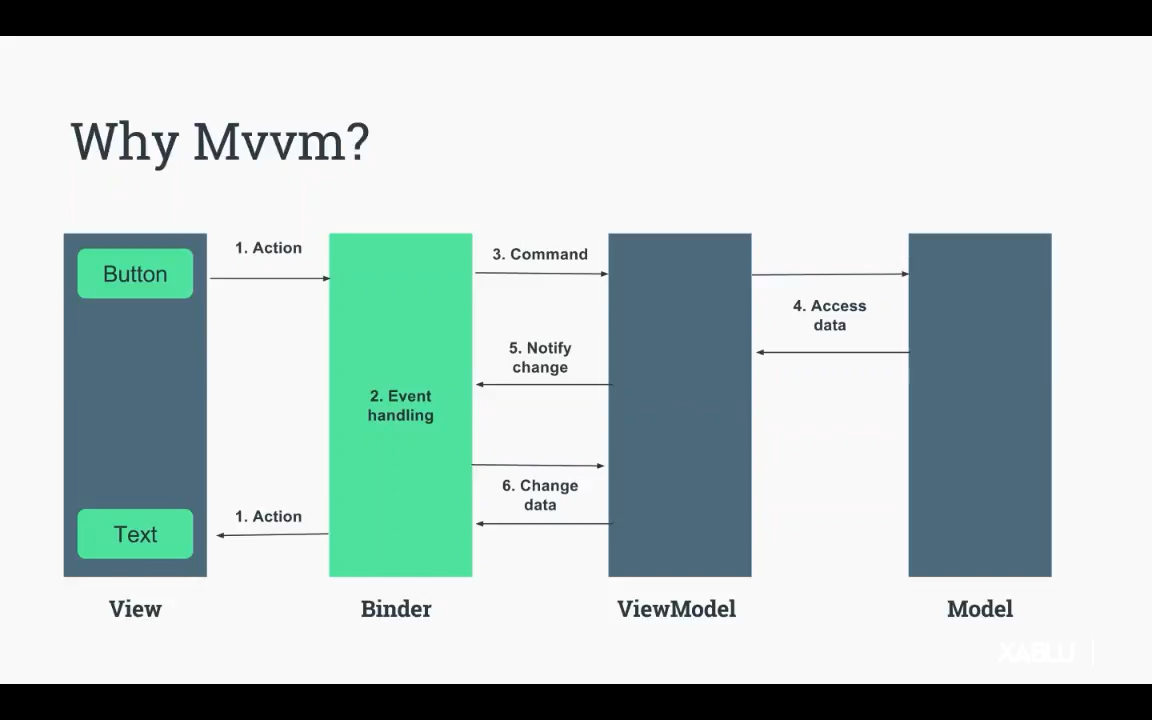 Why Mvvm?
Button
1. Action
3. Command
4. Access
data
5. Notify
change
2. Event
handling
6. Change
data
1. Action
Text
View
Binder
ViewModel
Model
XABLU